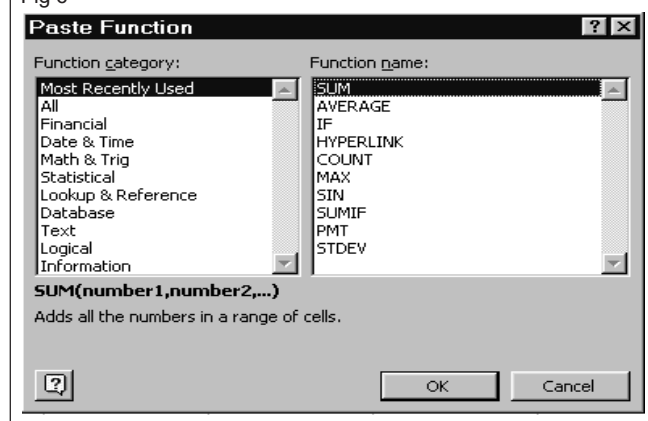 Paste Function
Function category:
Function name:
Most Recently Used
All
Financial
Date & Time
Math & Trig
Statistical
Lookup & Reference
Database
Text
Logical
Information
SUM
AVERAGE
IF
HYPERLINK
COUNT
MAX
SIN
SUMIF
PMT
STDEV
SUM(number1,number2,...)
Adds all the numbers in a range of cells.
OK
Cancel